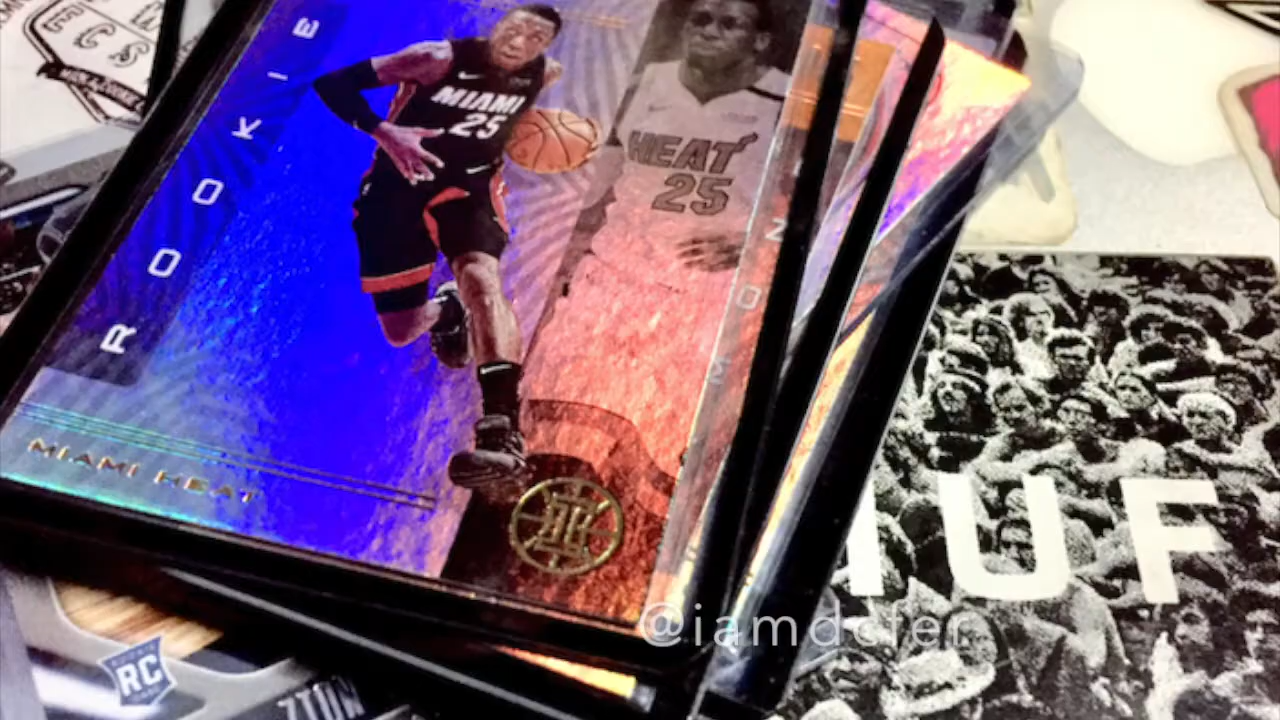 ROOKIE
MIAMI
25
HEAT
25
MIAMI HEAT
RC
HUF
@iamdcfer